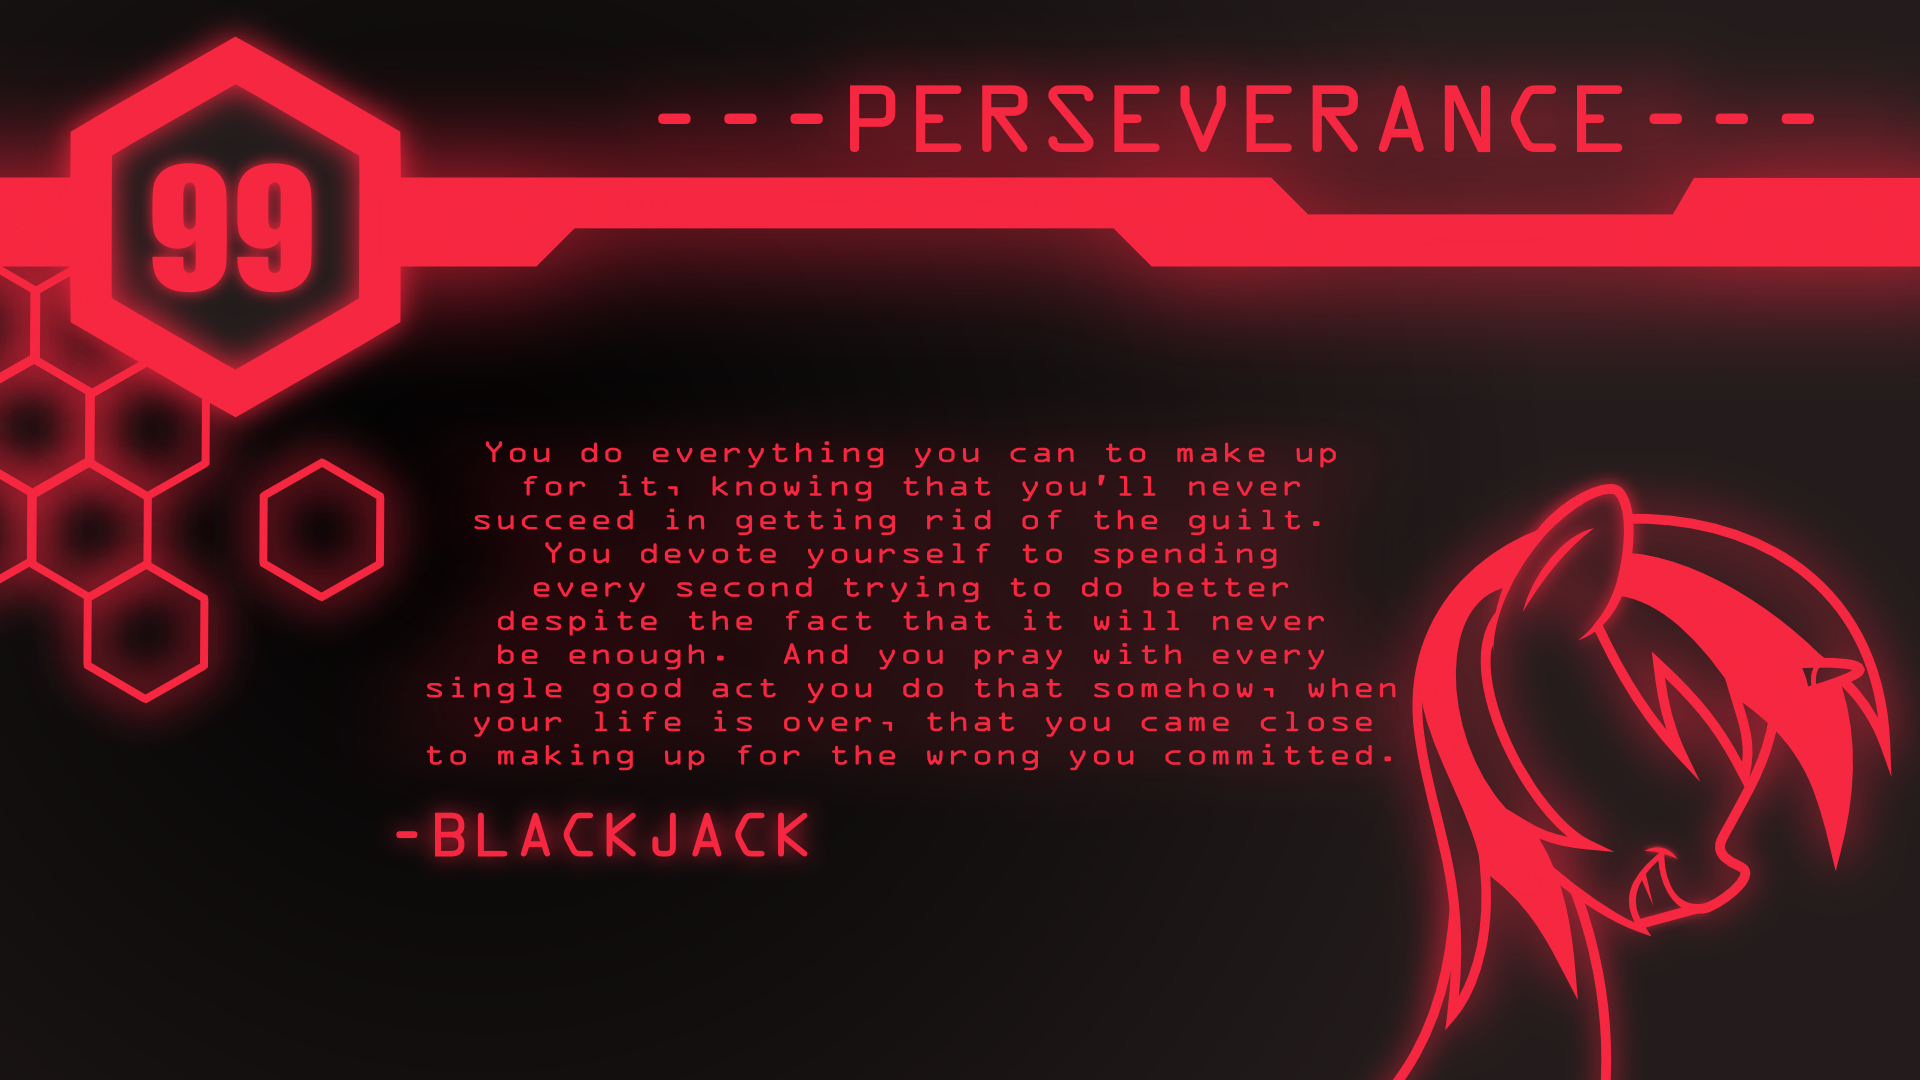 ---PERSEVERANCE---
99
You do everything you can to make up
for it, knowing that you'll never
succeed in getting rid of the guilt.
You devote yourself to spending
every second trying to do better
despite the fact that it will never
be enough.  And you pray with every
single good act you do that somehow, when
your life is over, that you came close
to making up for the wrong you committed.
-BLACKJACK